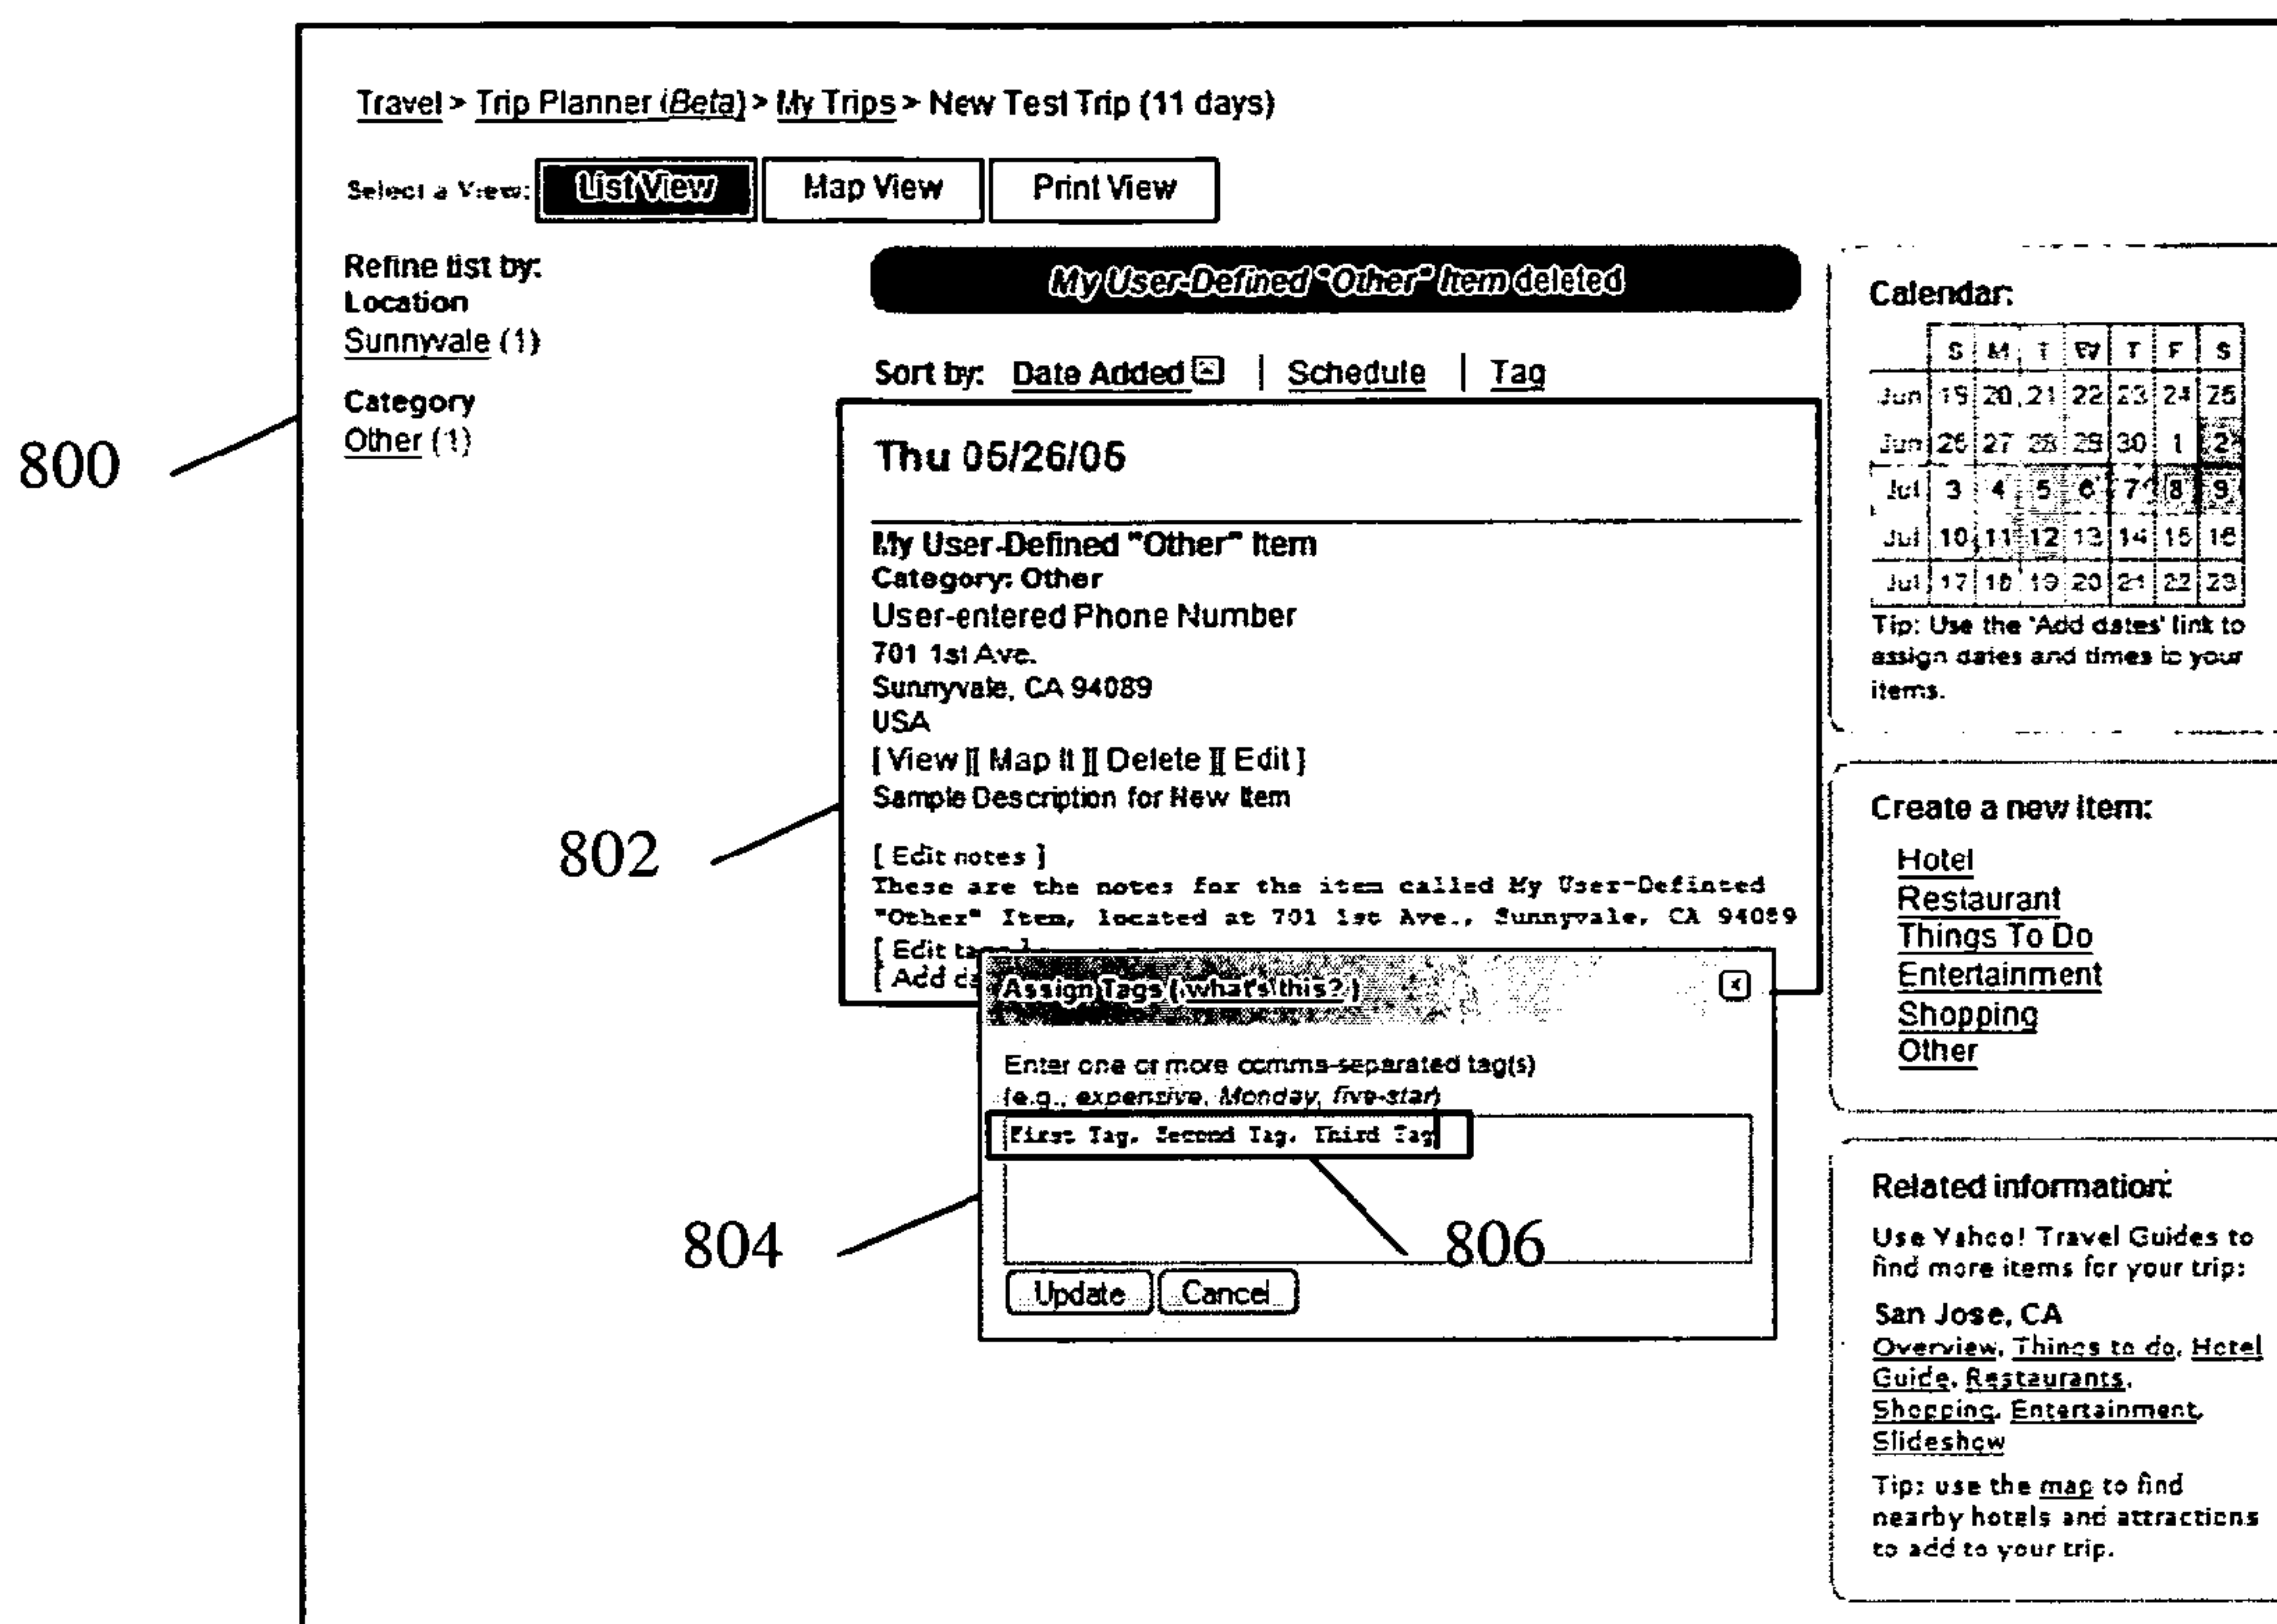 Travel > Trip Planner (Beta) > My Trips > New Test Trip (11 days)
Select a View: List View Map View Print View
Refine list by:
Location
Sunnyvale (1)
Category
Other (1)
800
My User-Defined "Other" Item deleted
Sort by: Date Added | Schedule | Tag
Thu 05/26/05
My User-Defined "Other" Item
Category: Other
User-entered Phone Number
701 1st Ave.
Sunnyvale, CA 94089
USA
[ View ][ Map It ][ Delete ][ Edit ]
Sample Description for New Item
802
[ Edit notes ]
These are the notes for the item called My User-Definted
"Other" Item, located at 701 1st Ave., Sunnyvale, CA 94089
[ Edit
[ Add
Assign Tags ( what's this? )
Enter one or more comma-separated tag(s)
(e.g., expensive, Monday, five-star)
First Tag, Second Tag, Third Tag
804
806
Update Cancel
Calendar:
S M T W T F S
Jun 19 20 21 22 23 24 25
Jun 26 27 28 29 30 1 2
Jul 3 4 5 6 7 8 9
Jul 10 11 12 13 14 15 16
Jul 17 18 19 20 21 22 23
Tip: Use the 'Add dates' link to
assign dates and times to your
items.
Create a new item:
Hotel
Restaurant
Things To Do
Entertainment
Shopping
Other
Related information:
Use Yahoo! Travel Guides to
find more items for your trip:
San Jose, CA
Overview, Things to do, Hotel
Guide, Restaurants,
Shopping, Entertainment,
Slideshow
Tip: use the map to find
nearby hotels and attractions
to add to your trip.